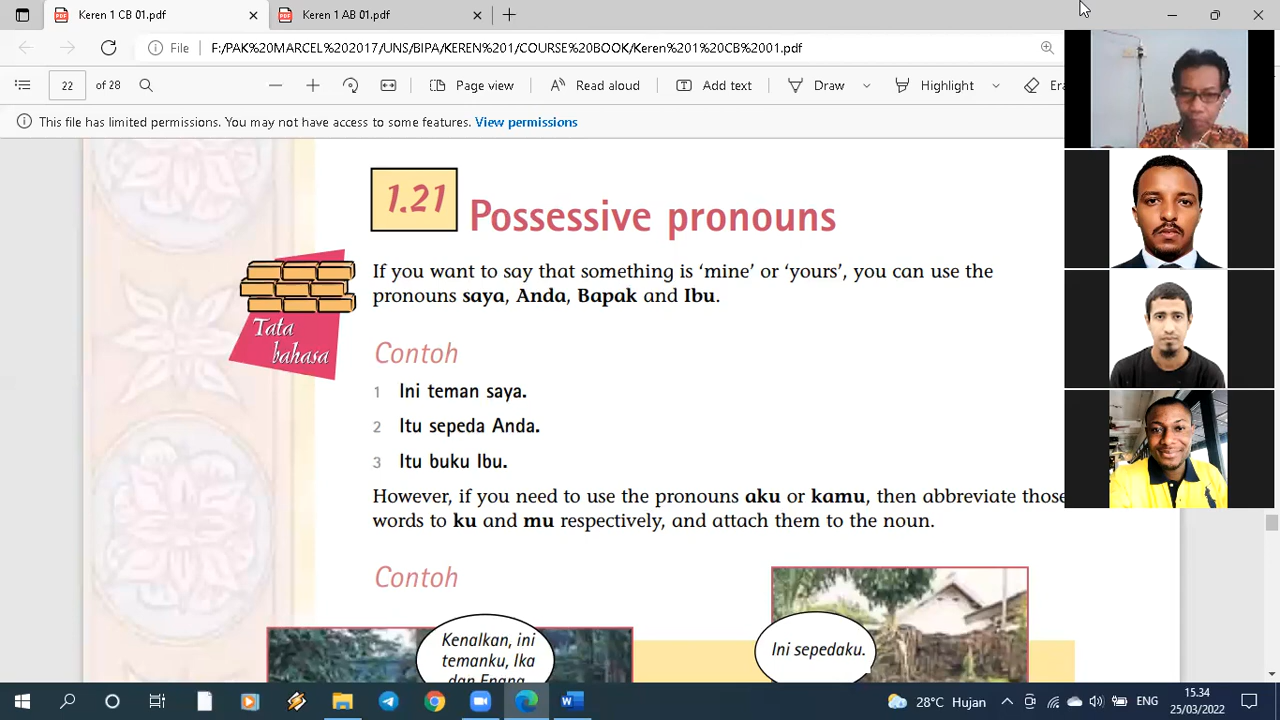 Keren 1 CB 01.pdf
Keren 1 AB 01.pdf
File F:/PAK%20MARCEL%202017/UNS/BIPA/KEREN%201/COURSE%20BOOK/Keren%201%20CB%2001.pdf
22 of 28 Page view Read aloud Add text Draw Highlight Era
This file has limited permissions. You may not have access to some features. View permissions
1.21 Possessive pronouns
Tata
bahasa
If you want to say that something is ‘mine’ or ‘yours’, you can use the
pronouns saya, Anda, Bapak and Ibu.
Contoh
1 Ini teman saya.
2 Itu sepeda Anda.
3 Itu buku Ibu.
However, if you need to use the pronouns aku or kamu, then abbreviate those
words to ku and mu respectively, and attach them to the noun.
Contoh
Kenalkan, ini
temanku, Ika
dan Enang
Ini sepedaku.
28°C Hujan ENG
15.34
25/03/2022